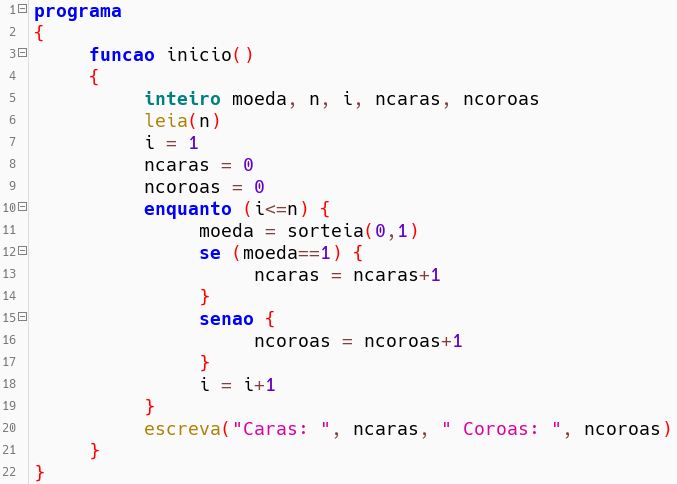 1 programa
2 {
3 funcao inicio()
4 {
5 inteiro moeda, n, i, ncaras, ncoroas
6 leia(n)
7 i = 1
8 ncaras = 0
9 ncoroas = 0
10 enquanto (i<=n) {
11 moeda = sorteia(0,1)
12 se (moeda==1) {
13 ncaras = ncaras+1
14 }
15 senao {
16 ncoroas = ncoroas+1
17 }
18 i = i+1
19 }
20 escreva("Caras: ", ncaras, " Coroas: ", ncoroas)
21 }
22 }